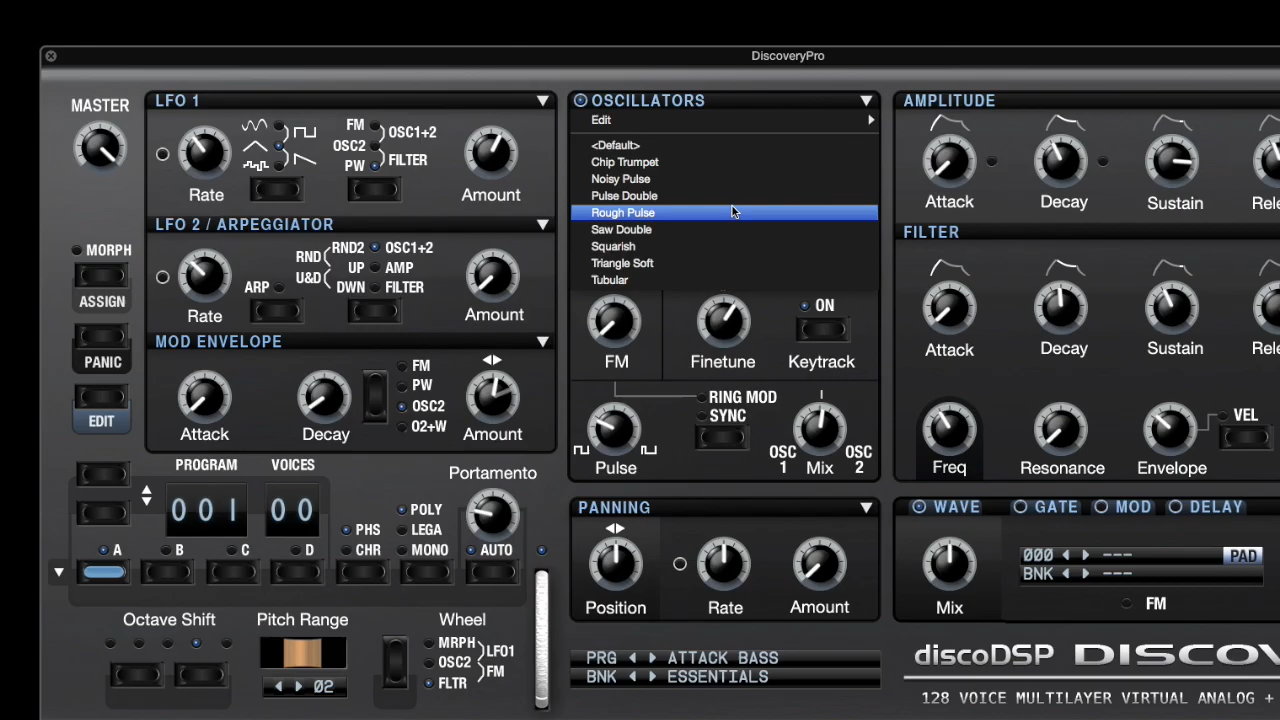 DiscoveryPro
MASTER
LFO 1
Rate
FM
OSC2
PW
OSC1+2
FILTER
Amount
LFO 2 / ARPEGGIATOR
MORPH
ASSIGN
PANIC
EDIT
Rate
ARP
RND
U&D
RND2
UP
DWN
OSC1+2
AMP
FILTER
Amount
MOD ENVELOPE
Attack
Decay
FM
PW
OSC2
O2+W
Amount
OSCILLATORS
Edit
<Default>
Chip Trumpet
Noisy Pulse
Pulse Double
Rough Pulse
Saw Double
Squarish
Triangle Soft
Tubular
FM
Finetune
ON
Keytrack
RING MOD
SYNC
Pulse
OSC 1
Mix
OSC 2
AMPLITUDE
Attack
Decay
Sustain
Rele
FILTER
Attack
Decay
Sustain
Rele
Freq
Resonance
Envelope
VEL
PROGRAM
VOICES
001
00
Portamento
A
B
C
D
PHS
CHR
POLY
LEGA
MONO
AUTO
Octave Shift
Pitch Range
02
Wheel
MRPH
OSC2
FLTR
LFO1
FM
PANNING
Position
Rate
Amount
WAVE
GATE
MOD
DELAY
Mix
000 ---
BNK ---
PAD
FM
PRG ATTACK BASS
BNK ESSENTIALS
discoDSP DISCOV
128 VOICE MULTILAYER VIRTUAL ANALOG +